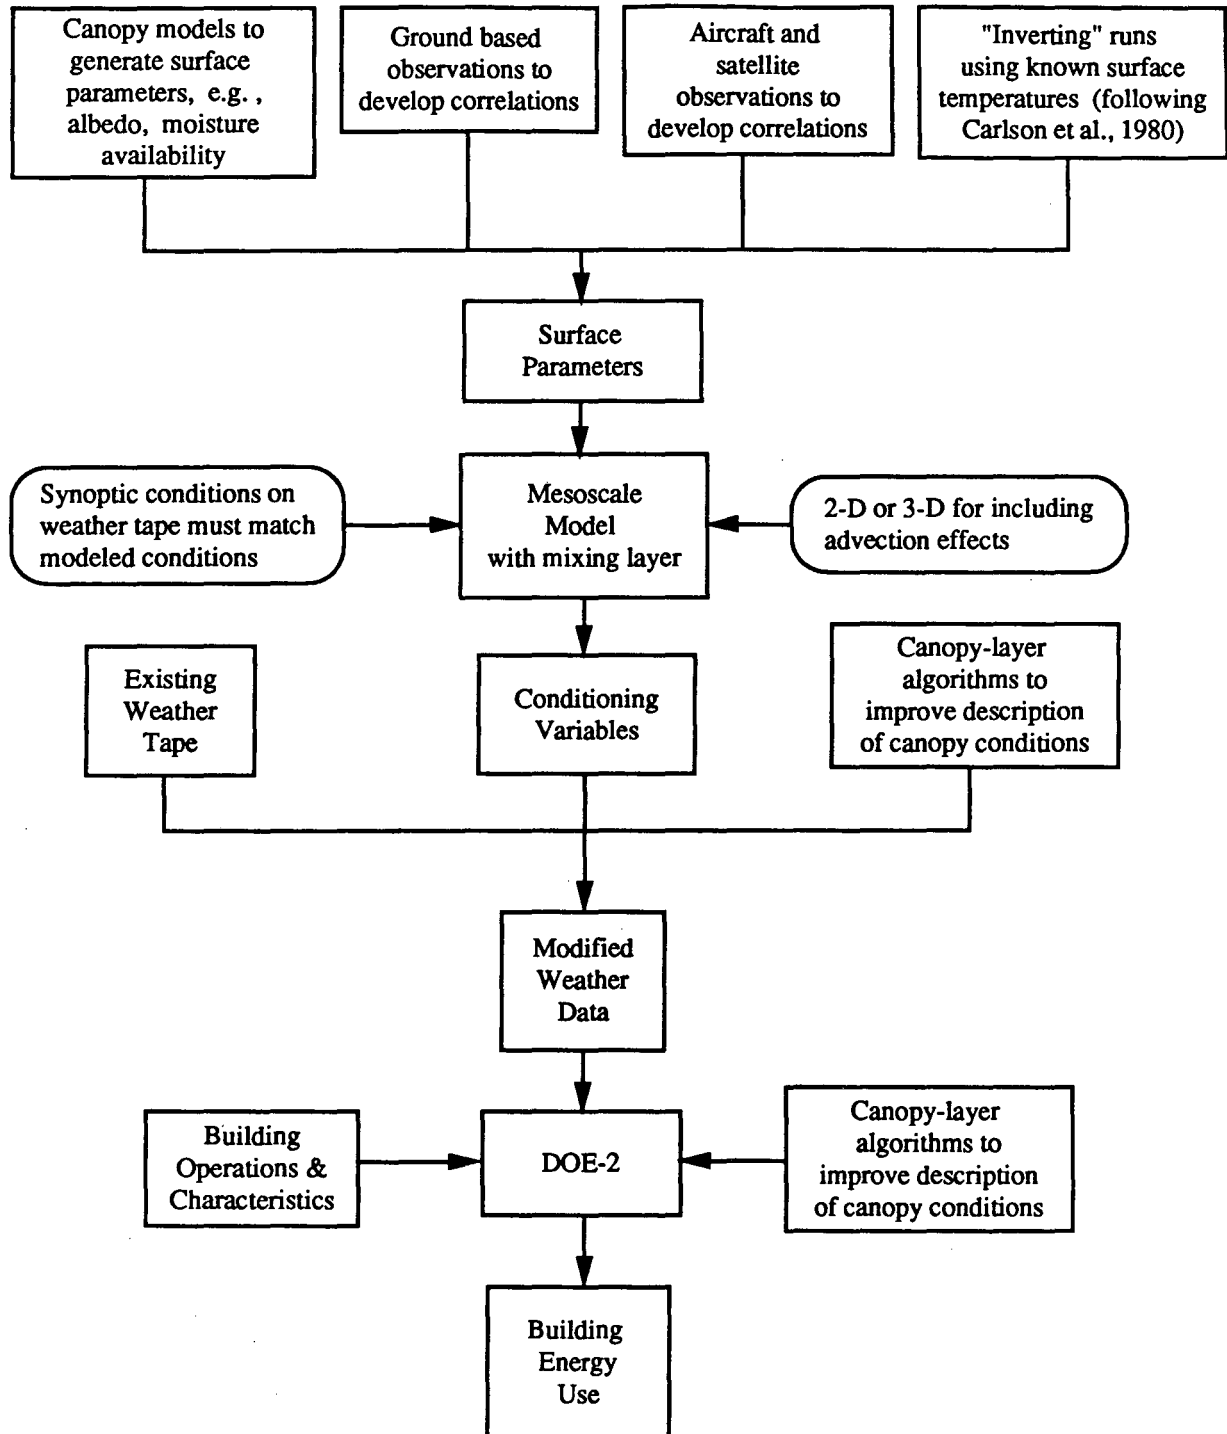 Canopy models to
generate surface
parameters, e.g. ,
albedo, moisture
availability
Ground based
observations to
develop correlations
Aircraft and
satellite
observations to
develop correlations
"Inverting" runs
using known surface
temperatures (following
Carlson et al., 1980)
Surface
Parameters
Synoptic conditions on
weather tape must match
modeled conditions
Mesoscale
Model
with mixing layer
2-D or 3-D for including
advection effects
Existing
Weather
Tape
Conditioning
Variables
Canopy-layer
algorithms to
improve description
of canopy conditions
Modified
Weather
Data
Building
Operations &
Characteristics
DOE-2
Canopy-layer
algorithms to
improve description
of canopy conditions
Building
Energy
Use